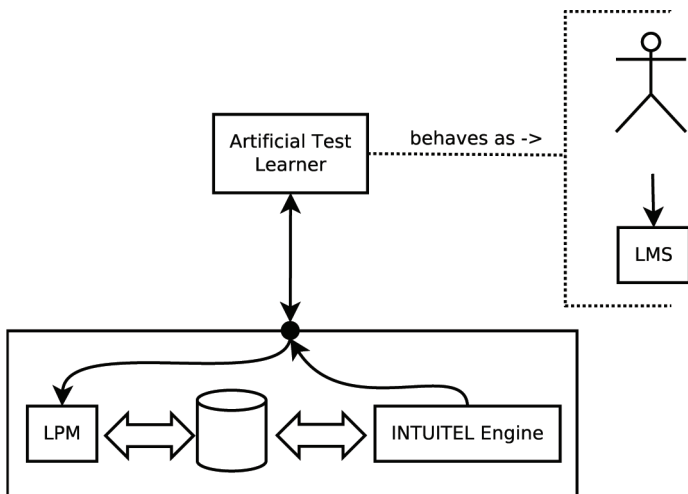 Artificial Test
Learner
behaves as ->
LMS
LPM
INTUITEL Engine